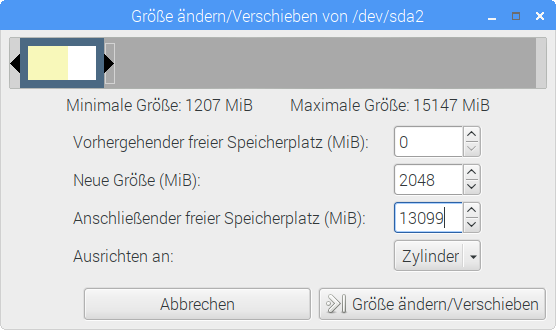 Größe ändern/Verschieben von /dev/sda2
Minimale Größe: 1207 MiB Maximale Größe: 15147 MiB
Vorhergehender freier Speicherplatz (MiB): 0
Neue Größe (MiB): 2048
Anschließender freier Speicherplatz (MiB): 13099
Ausrichten an: Zylinder
Abbrechen Größe ändern/Verschieben